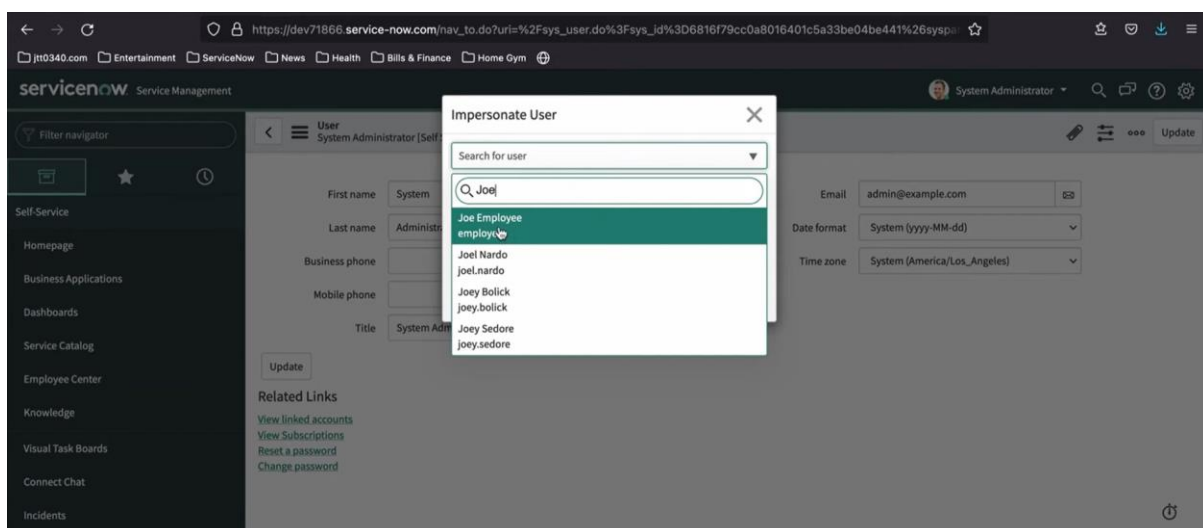 https://dev71866.service-now.com/nav_to.do?uri=%2Fsys_user.do%3Fsys_id%3D6816f79cc0a8016401c5a33be04be441%26syspa
jtt0340.com Entertainment ServiceNow News Health Bills & Finance Home Gym
servicenow Service Management
System Administrator
Filter navigator
User
System Administrator [Self
Update
Self-Service
Homepage
Business Applications
Dashboards
Service Catalog
Employee Center
Knowledge
Visual Task Boards
Connect Chat
Incidents
Impersonate User
Search for user
Joe
Joe Employee
employee
Joel Nardo
joel.nardo
Joey Bolick
joey.bolick
Joey Sedore
joey.sedore
First name System
Last name Administr
Business phone
Mobile phone
Title System Adm
Email admin@example.com
Date format System (yyyy-MM-dd)
Time zone System (America/Los_Angeles)
Update
Related Links
View linked accounts
View Subscriptions
Reset a password
Change password